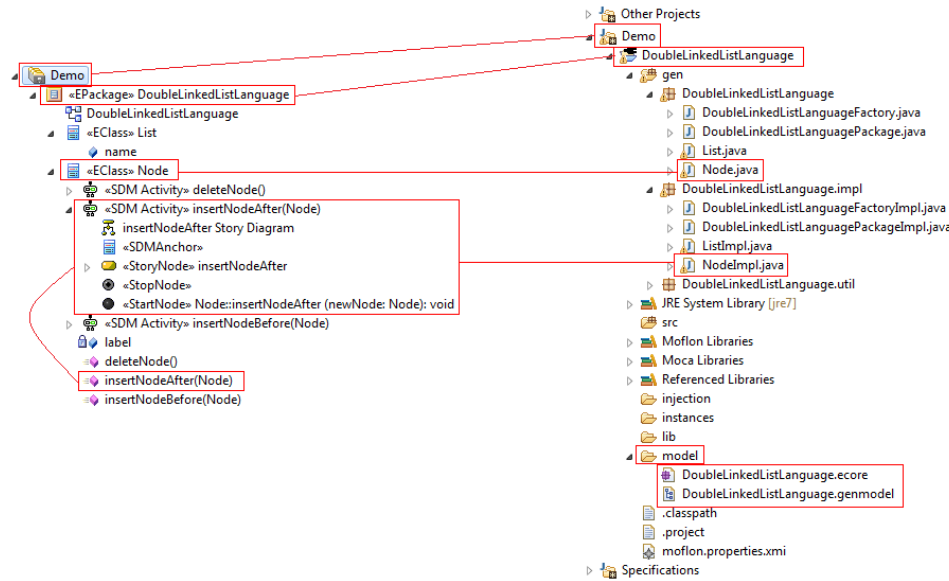 Demo
«EPackage» DoubleLinkedListLanguage
DoubleLinkedListLanguage
«EClass» List
name
«EClass» Node
«SDM Activity» deleteNode()
«SDM Activity» insertNodeAfter(Node)
insertNodeAfter Story Diagram
«SDMAnchor»
«StoryNode» insertNodeAfter
«StopNode»
«StartNode» Node::insertNodeAfter (newNode: Node): void
«SDM Activity» insertNodeBefore(Node)
label
deleteNode()
insertNodeAfter(Node)
insertNodeBefore(Node)
Other Projects
Demo
DoubleLinkedListLanguage
gen
DoubleLinkedListLanguage
DoubleLinkedListLanguageFactory.java
DoubleLinkedListLanguagePackage.java
List.java
Node.java
DoubleLinkedListLanguage.impl
DoubleLinkedListLanguageFactoryImpl.java
DoubleLinkedListLanguagePackageImpl.java
ListImpl.java
NodeImpl.java
DoubleLinkedListLanguage.util
JRE System Library [jre7]
src
Moflon Libraries
Moca Libraries
Referenced Libraries
injection
instances
lib
model
DoubleLinkedListLanguage.ecore
DoubleLinkedListLanguage.genmodel
.classpath
.project
moflon.properties.xmi
Specifications